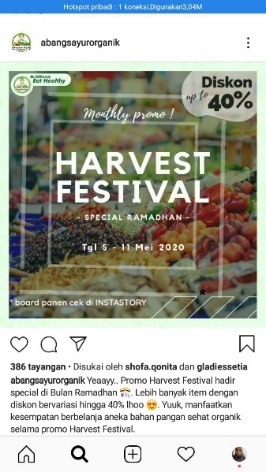 Hotspot pribadi : 1 koneksi,Digunakan3,04M
abangsayurorganik
Eat Healthy
Diskon
up to 40%
Monthly promo !
HARVEST
FESTIVAL
- SPECIAL RAMADHAN -
Tgl 5 - 11 Mei 2020
* board panen cek di INSTASTORY
386 tayangan • Disukai oleh shofa.qonita dan
gladiessetia
abangsayurorganik Yeaayy.. Promo Harvest Festival hadir
special di Bulan Ramadhan. Lebih banyak item dengan
diskon bervariasi hingga 40% lhoo 😍. Yuuk, manfaatkan
kesempatan berbelanja aneka bahan pangan sehat organik
selama promo Harvest Festival.